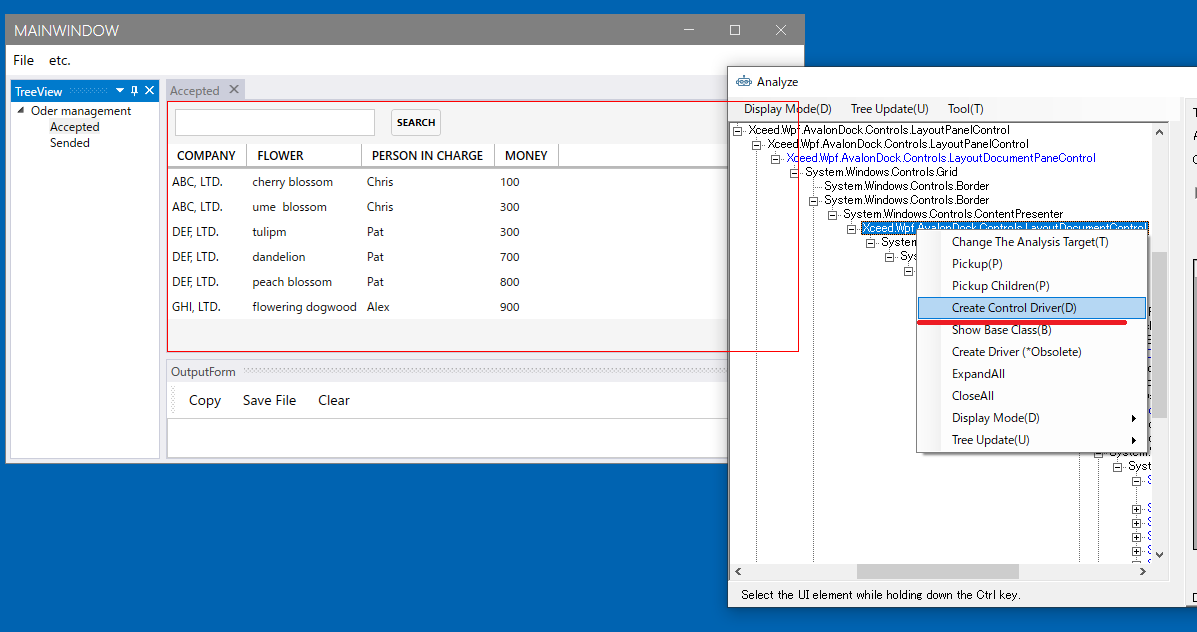 MAINWINDOW
File etc.
TreeView
Oder management
Accepted
Sended
Accepted
SEARCH
COMPANY FLOWER PERSON IN CHARGE MONEY
ABC, LTD. cherry blossom Chris 100
ABC, LTD. ume blossom Chris 300
DEF, LTD. tulipm Pat 300
DEF, LTD. dandelion Pat 700
DEF, LTD. peach blossom Pat 800
GHI, LTD. flowering dogwood Alex 900
OutputForm
Copy Save File Clear
Analyze
Display Mode(D) Tree Update(U) Tool(T)
Xceed.Wpf.AvalonDock.Controls.LayoutPanelControl
Xceed.Wpf.AvalonDock.Controls.LayoutPanelControl
Xceed.Wpf.AvalonDock.Controls.LayoutDocumentPaneControl
System.Windows.Controls.Grid
System.Windows.Controls.Border
System.Windows.Controls.Border
System.Windows.Controls.ContentPresenter
Xceed.Wpf.AvalonDock.Controls.LayoutDocumentControl
Change The Analysis Target(T)
Pickup(P)
Pickup Children(P)
Create Control Driver(D)
Show Base Class(B)
Create Driver (*Obsolete)
ExpandAll
CloseAll
Display Mode(D)
Tree Update(U)
Select the UI element while holding down the Ctrl key.